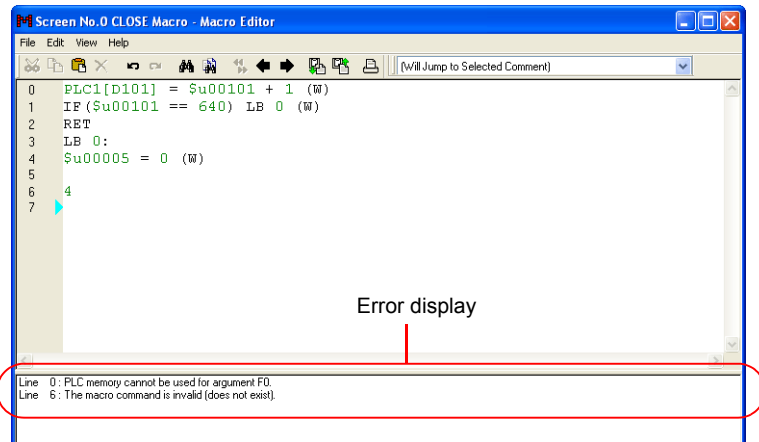 Screen No.0 CLOSE Macro - Macro Editor
File Edit View Help
(Will Jump to Selected Comment)
0 PLC1[D101] = $u00101 + 1 (W)
1 IF($u00101 == 640) LB 0 (W)
2 RET
3 LB 0:
4 $u00005 = 0 (W)
5
6 4
7
Error display
Line 0 : PLC memory cannot be used for argument F0.
Line 6 : The macro command is invalid (does not exist).